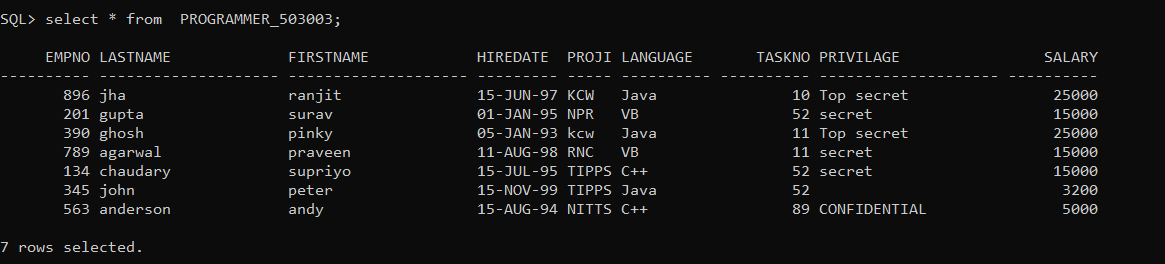 SQL> select * from  PROGRAMMER_503003;
     EMPNO LASTNAME             FIRSTNAME            HIREDATE  PROJI LANGUAGE       TASKNO PRIVILAGE                SALARY
---------- -------------------- -------------------- --------- ----- ---------- ---------- -------------------- ----------
       896 jha                  ranjit               15-JUN-97 KCW   Java               10 Top secret                25000
       201 gupta                surav                01-JAN-95 NPR   VB                 52 secret                    15000
       390 ghosh                pinky                05-JAN-93 kcw   Java               11 Top secret                25000
       789 agarwal              praveen              11-AUG-98 RNC   VB                 11 secret                    15000
       134 chaudary             supriyo              15-JUL-95 TIPPS C++                52 secret                    15000
       345 john                 peter                15-NOV-99 TIPPS Java               52                            3200
       563 anderson             andy                 15-AUG-94 NITTS C++                89 CONFIDENTIAL               5000
7 rows selected.